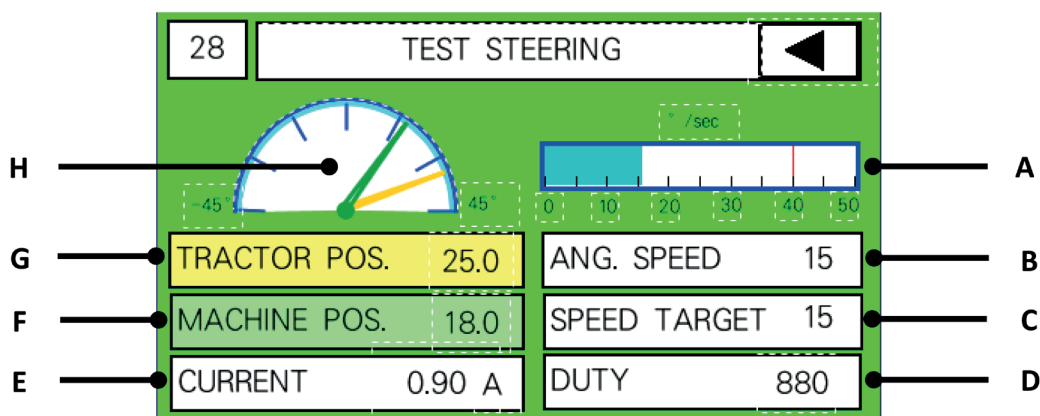 28 TEST STEERING
° /sec
H A
-45° 45° 0 10 20 30 40 50
G TRACTOR POS. 25.0 ANG. SPEED 15 B
F MACHINE POS. 18.0 SPEED TARGET 15 C
E CURRENT 0.90 A DUTY 880 D